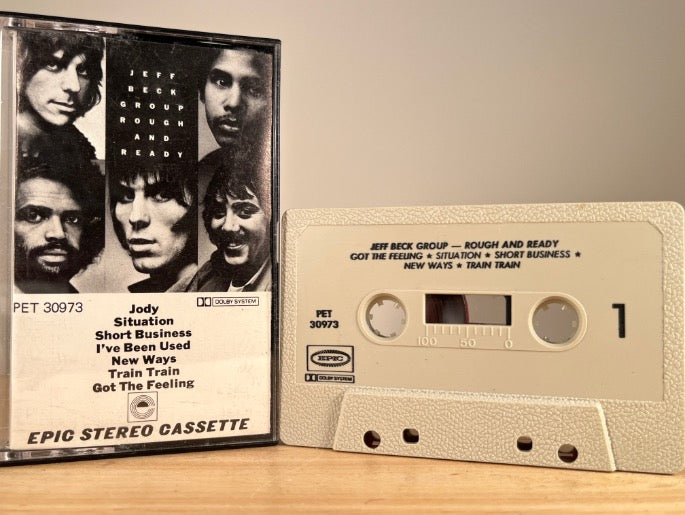 JEFF
BECK
GROUP
ROUGH
AND
READY
PET 30973
DOLBY SYSTEM
Jody
Situation
Short Business
I've Been Used
New Ways
Train Train
Got The Feeling
EPIC STEREO CASSETTE
JEFF BECK GROUP — ROUGH AND READY
GOT THE FEELING ★ SITUATION ★ SHORT BUSINESS ★
NEW WAYS ★ TRAIN TRAIN
PET
30973
1
100 50 0
EPIC
DOLBY SYSTEM